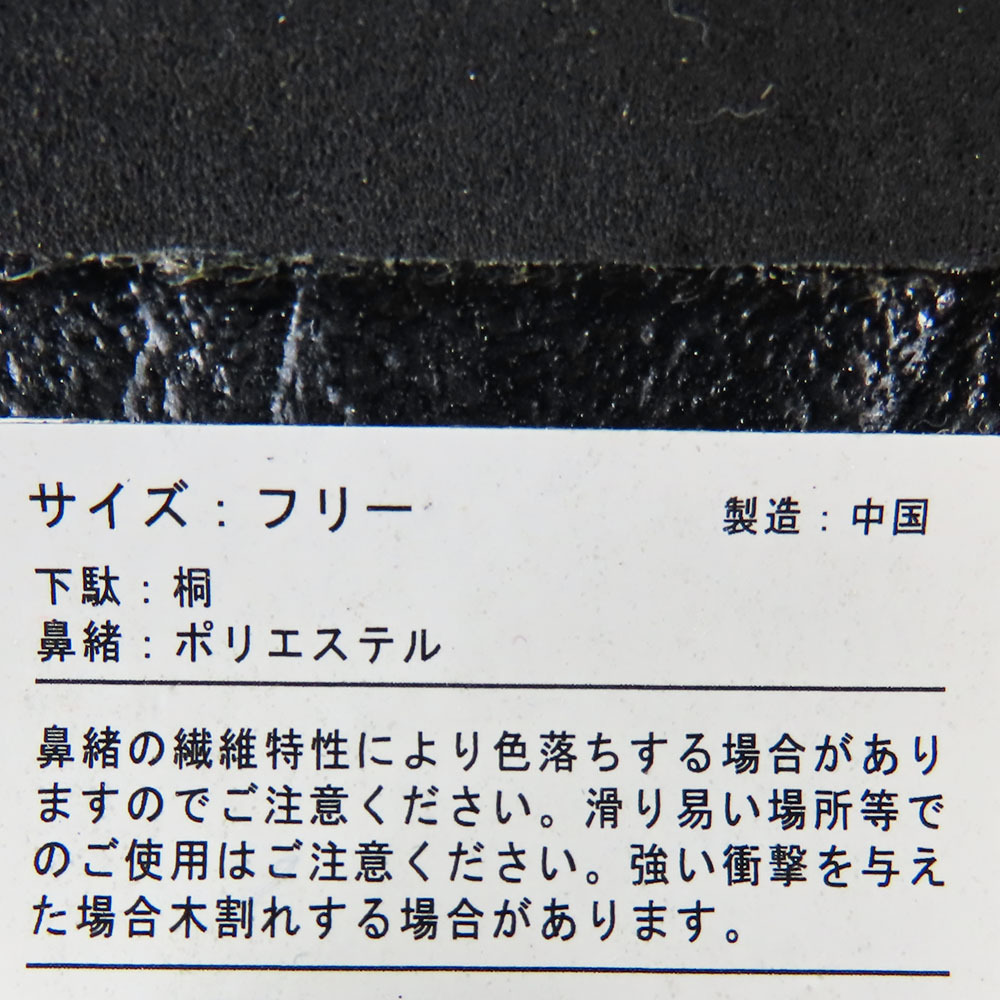 サイズ：フリー 製造：中国
下駄：桐
鼻緒：ポリエステル
鼻緒の繊維特性により色落ちする場合があり
ますのでご注意ください。滑り易い場所等で
のご使用はご注意ください。強い衝撃を与え
た場合木割れする場合があります。